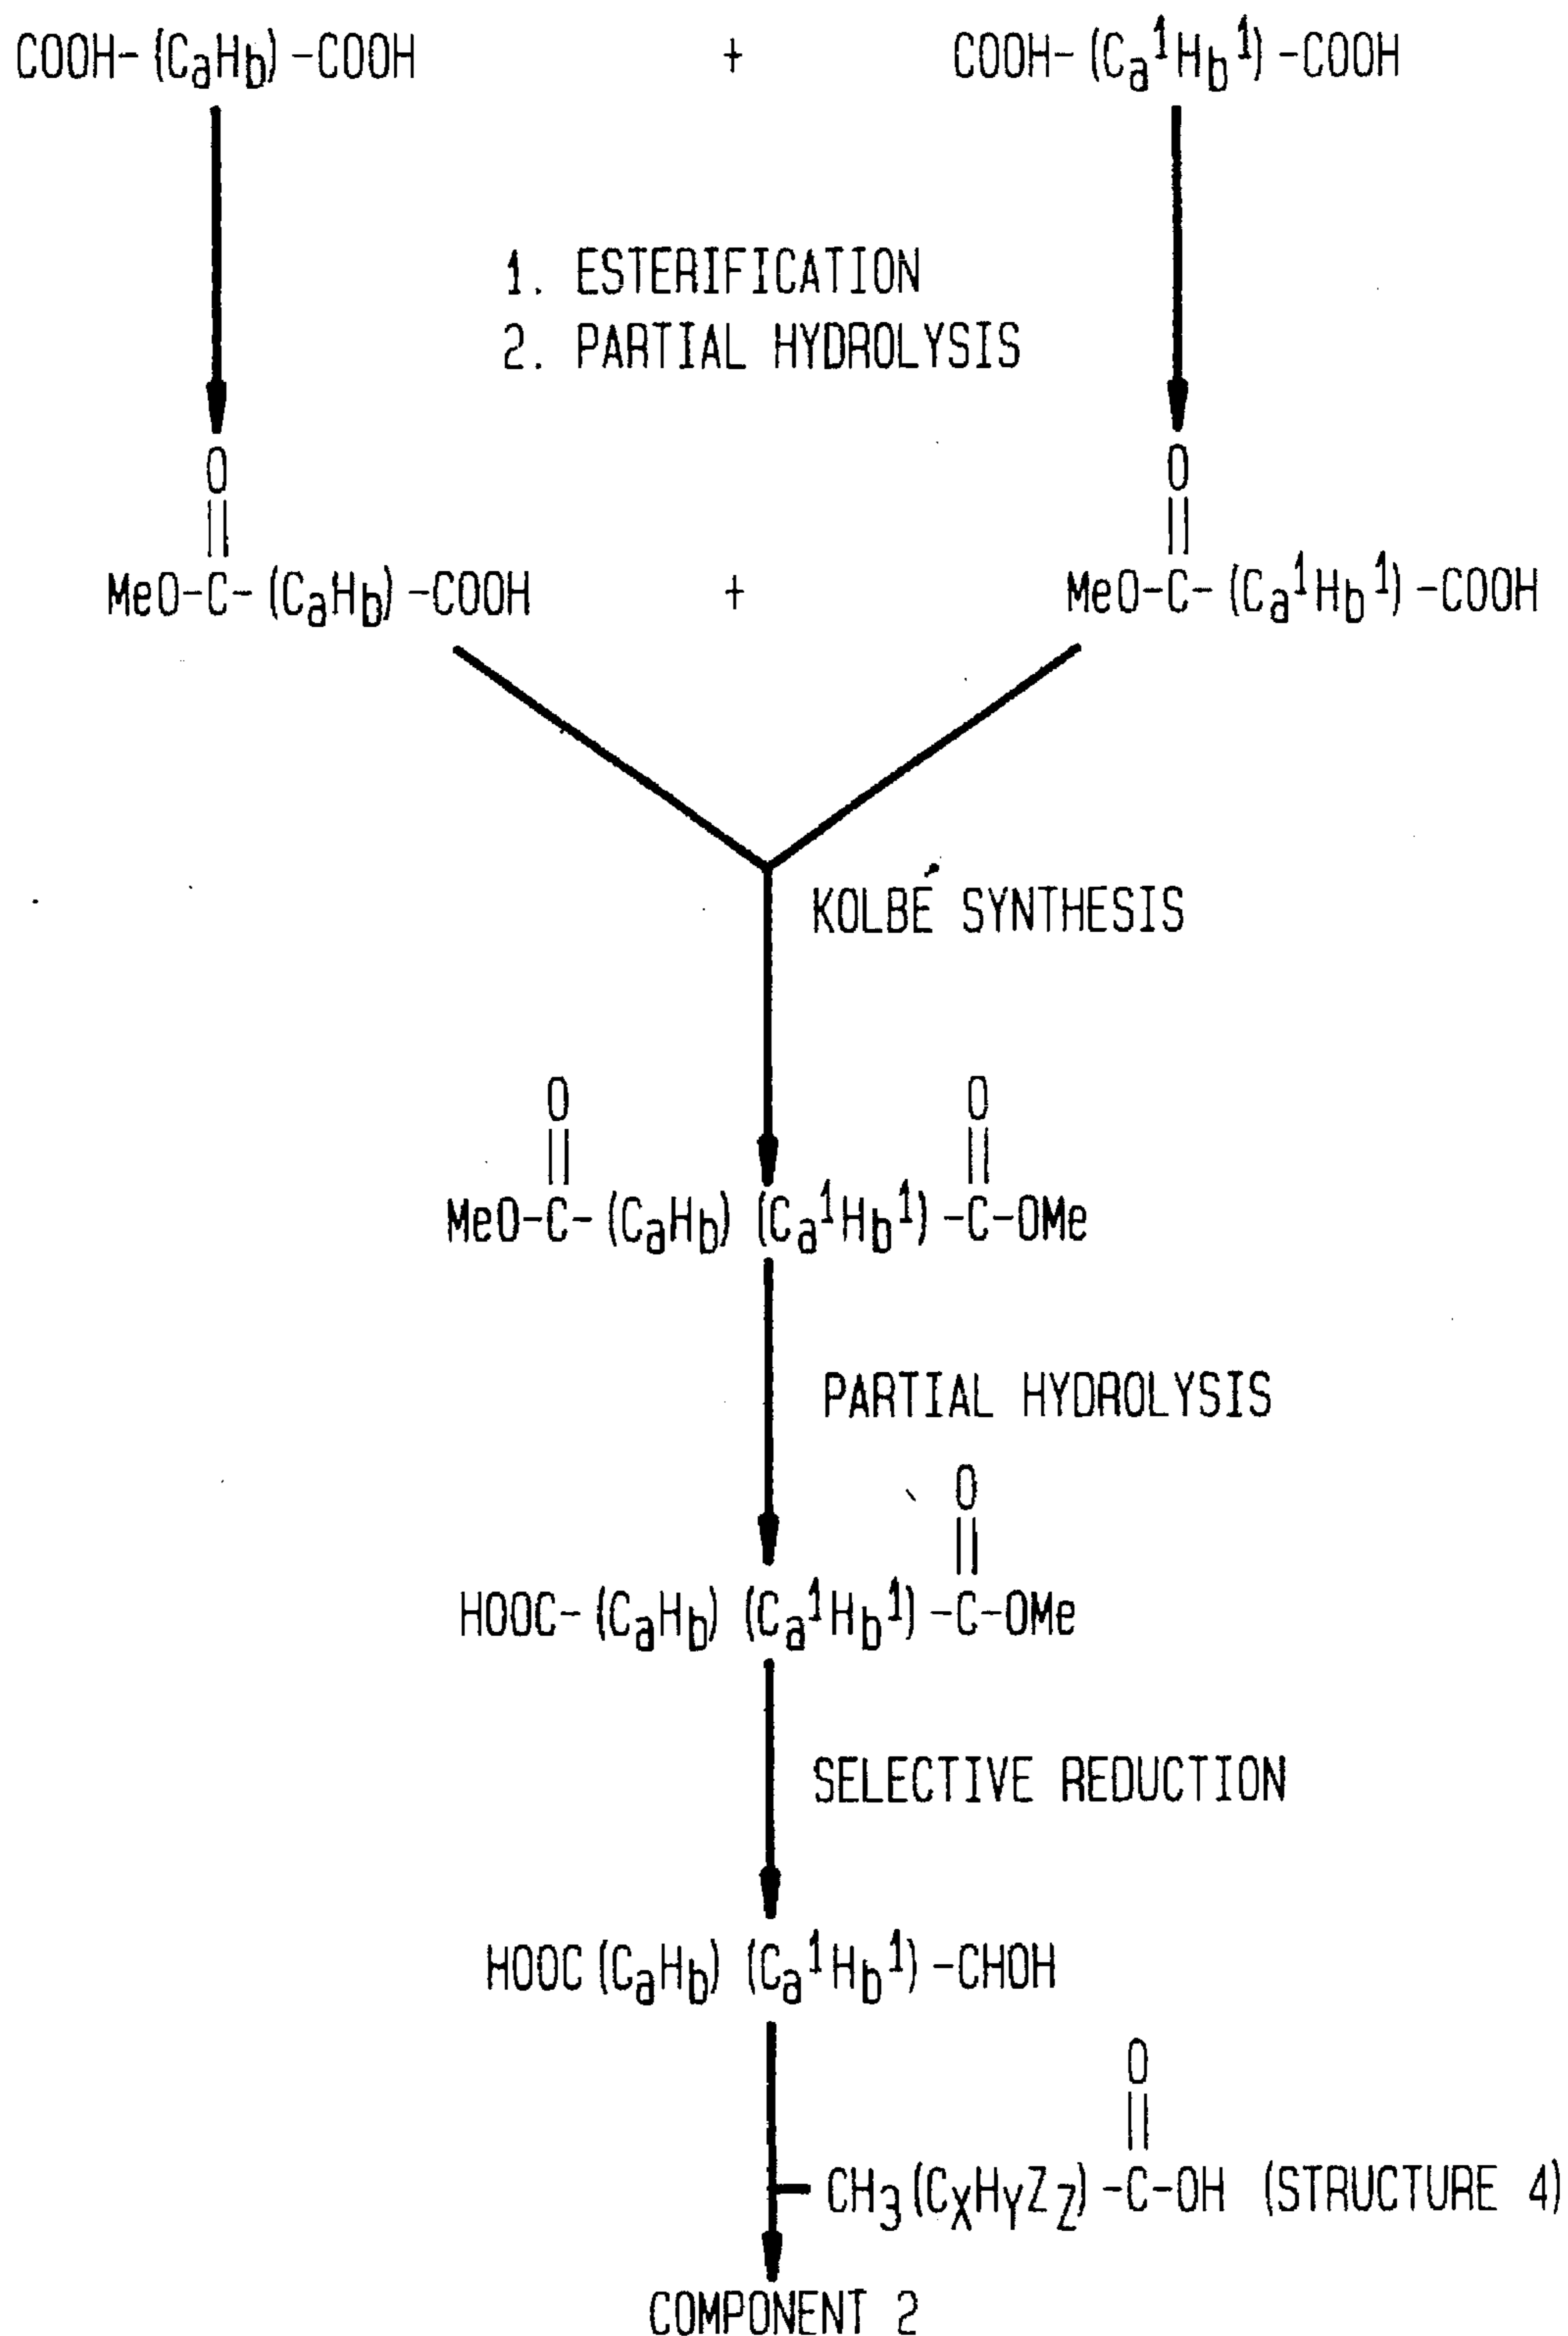 COOH-(CaHb)-COOH + COOH-(Ca1Hb1)-COOH
1. ESTERIFICATION
2. PARTIAL HYDROLYSIS
O O
|| ||
MeO-C-(CaHb)-COOH + MeO-C-(Ca1Hb1)-COOH
KOLBÉ SYNTHESIS
O O
|| ||
MeO-C-(CaHb)(Ca1Hb1)-C-OMe
PARTIAL HYDROLYSIS
O
||
HOOC-(CaHb)(Ca1Hb1)-C-OMe
SELECTIVE REDUCTION
HOOC(CaHb)(Ca1Hb1)-CHOH
O
||
CH3(CXHYZZ)-C-OH (STRUCTURE 4)
COMPONENT 2